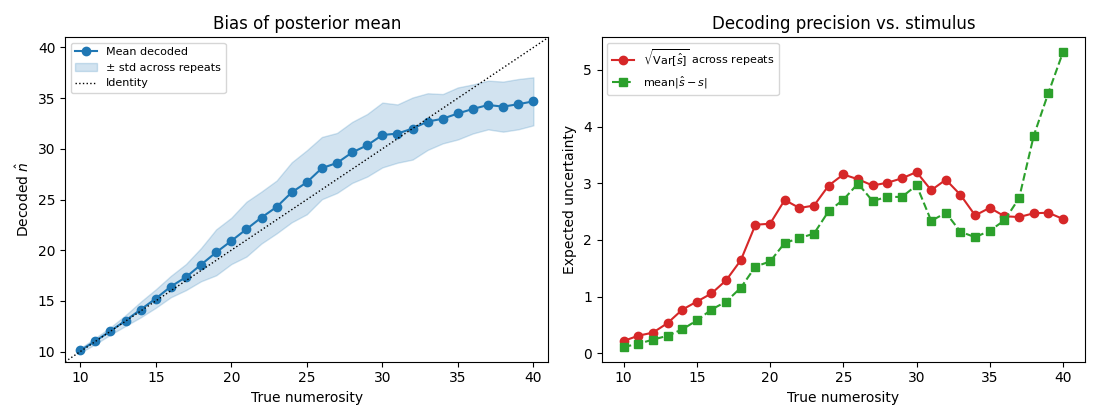 Bias of posterior mean
Mean decoded
± std across repeats
Identity
Decoded n̂
40
35
30
25
20
15
10
10 15 20 25 30 35 40
True numerosity
Decoding precision vs. stimulus
√Var[ŝ] across repeats
mean|ŝ − s|
Expected uncertainty
5
4
3
2
1
0
10 15 20 25 30 35 40
True numerosity